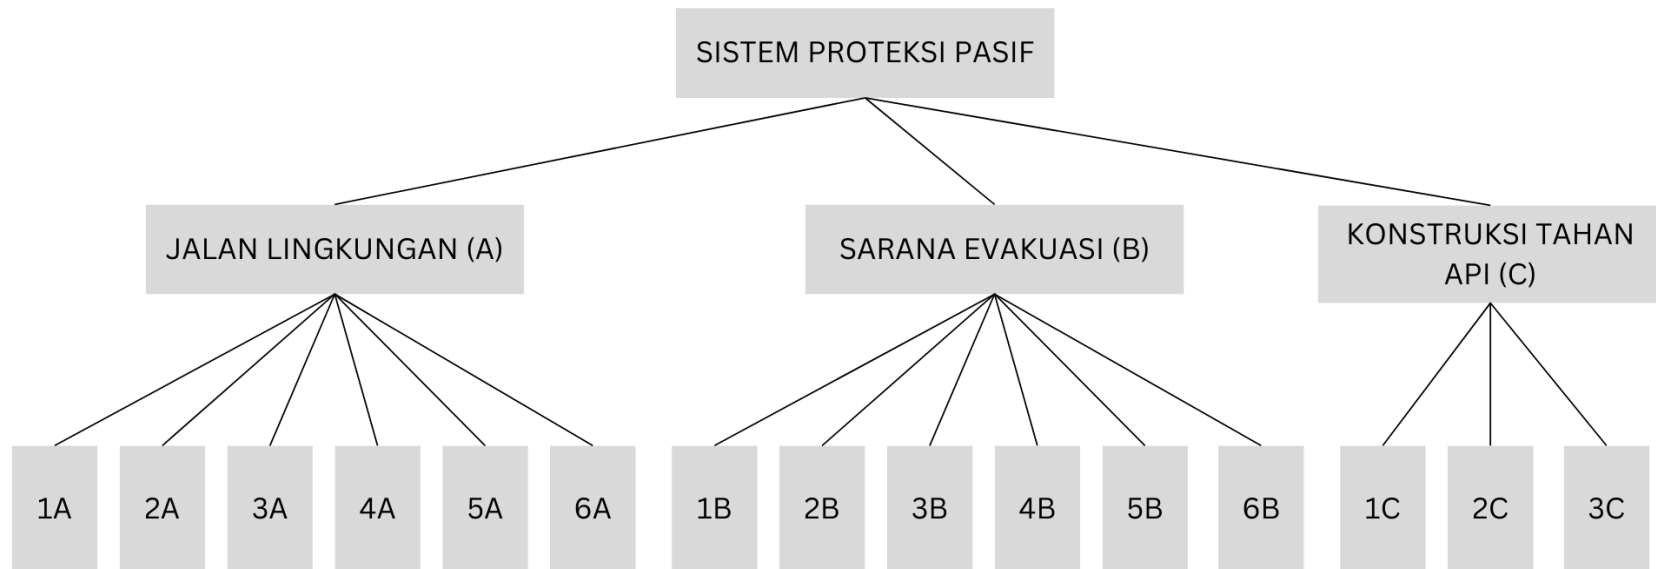 SISTEM PROTEKSI PASIF
JALAN LINGKUNGAN (A)
SARANA EVAKUASI (B)
KONSTRUKSI TAHAN
API (C)
1A
2A
3A
4A
5A
6A
1B
2B
3B
4B
5B
6B
1C
2C
3C